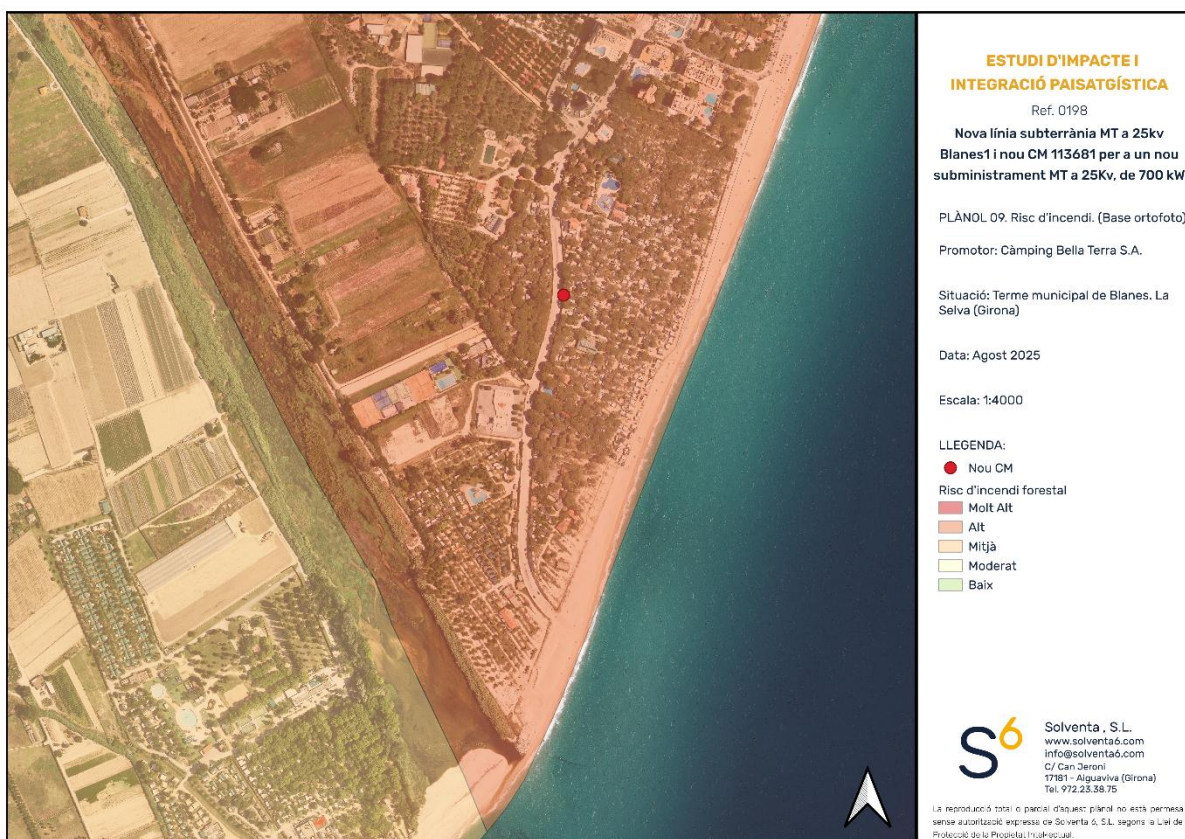 ESTUDI D'IMPACTE I
INTEGRACIÓ PAISATGÍSTICA
Ref. 0198
Nova línia subterrània MT a 25kv
Blanes1 i nou CM 113681 per a un nou
subministrament MT a 25Kv, de 700 kW
PLÀNOL 09. Risc d'incendi. (Base ortofoto)
Promotor: Càmping Bella Terra S.A.
Situació: Terme municipal de Blanes. La
Selva (Girona)
Data: Agost 2025
Escala: 1:4000
LLEGENDA:
Nou CM
Risc d'incendi forestal
Molt Alt
Alt
Mitjà
Moderat
Baix
S6
Solventa, S.L.
www.solventa6.com
info@solventa6.com
C/ Can Jeroni
17181 - Aiguaviva (Girona)
Tel. 972.23.38.75
La reproducció total o parcial d'aquest plànol no està permesa
sense autorització expressa de Solventa 6, S.L. segons la Llei de
Protecció de la Propietat Intel·lectual.